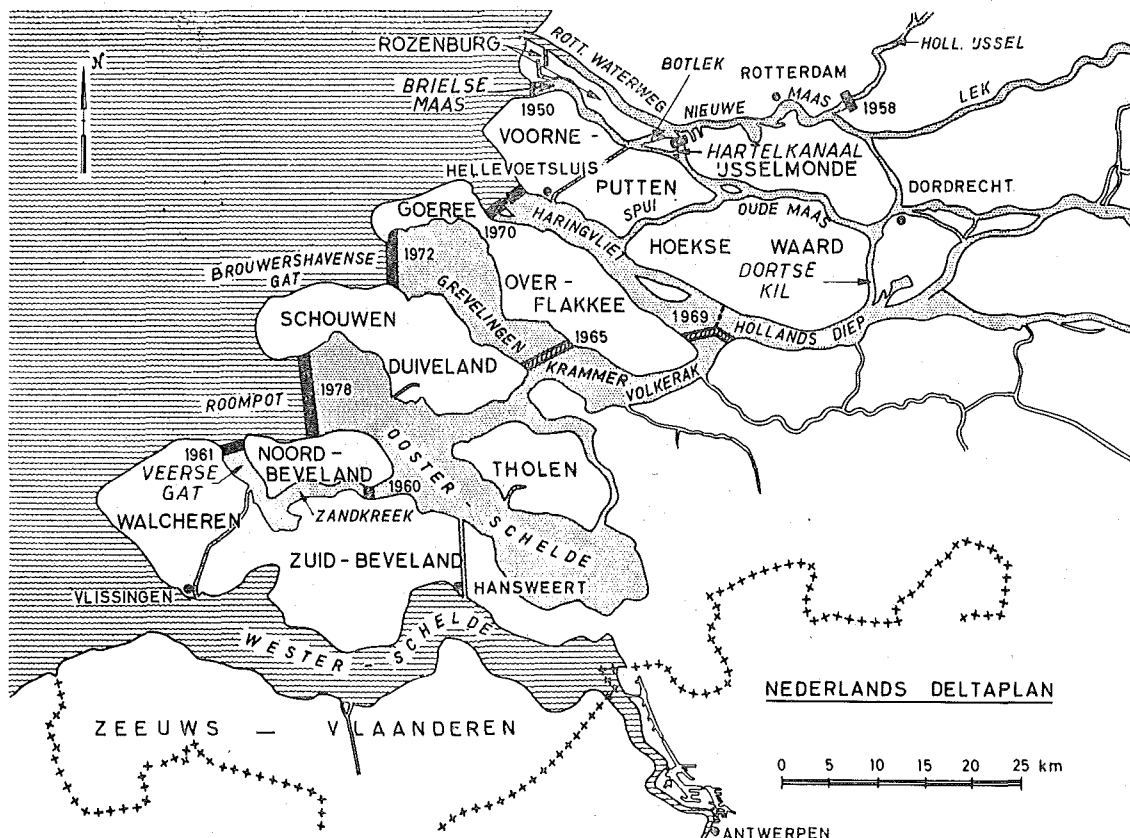 N
ROZENBURG
ROTT. WATERWEG
BRIELSE
MAAS
1950
BOTLEK
ROTTERDAM
HOLL. IJSSEL
NIEUWE
MAAS
1958
LEK
VOORNE-
HARTELKANAAL
IJSSELMONDE
HELLEVOETSLUIS
PUTTEN
SPUI
DORDRECHT
GOEREE
1970
HARINGVLIET
OUDE MAAS
HOEKSE WAARD
DORTSE
KIL
BROUWERSHAVENSE
GAT
1972
GREVELINGEN
OVER-
FLAKKEE
1969
HOLLANDS DIEP
SCHOUWEN
1965
DUIVELAND
KRAMMER
VOLKERAK
ROOMPOT
1978
1961
VEERSE
GAT
NOORD-
BEVELAND
1960
OOSTER-SCHELDE
THOLEN
WALCHEREN
ZANDKREEK
ZUID-BEVELAND
HANSWEERT
VLISSINGEN
WESTER-SCHELDE
NEDERLANDS DELTAPLAN
ZEEUWS - VLAANDEREN
0 5 10 15 20 25 km
ANTWERPEN